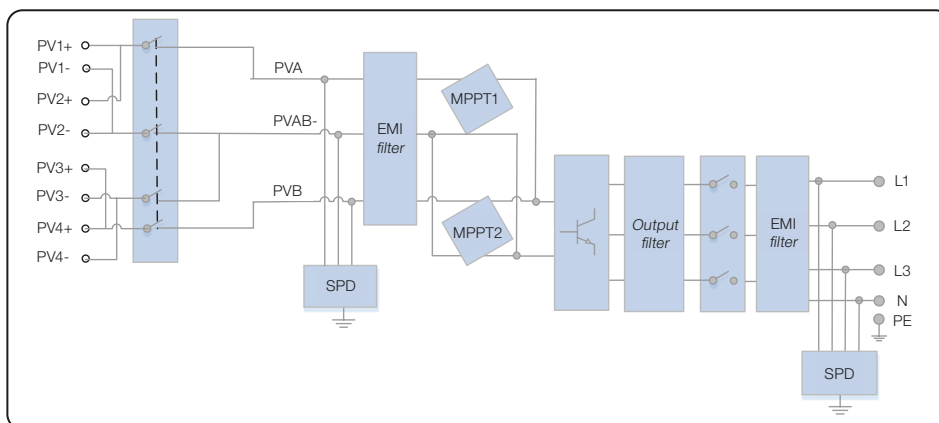 PV1+
PV1-
PV2+
PV2-
PV3+
PV3-
PV4+
PV4-
PVA
PVAB-
PVB
EMI
filter
MPPT1
MPPT2
SPD
Output
filter
EMI
filter
L1
L2
L3
N
PE
SPD